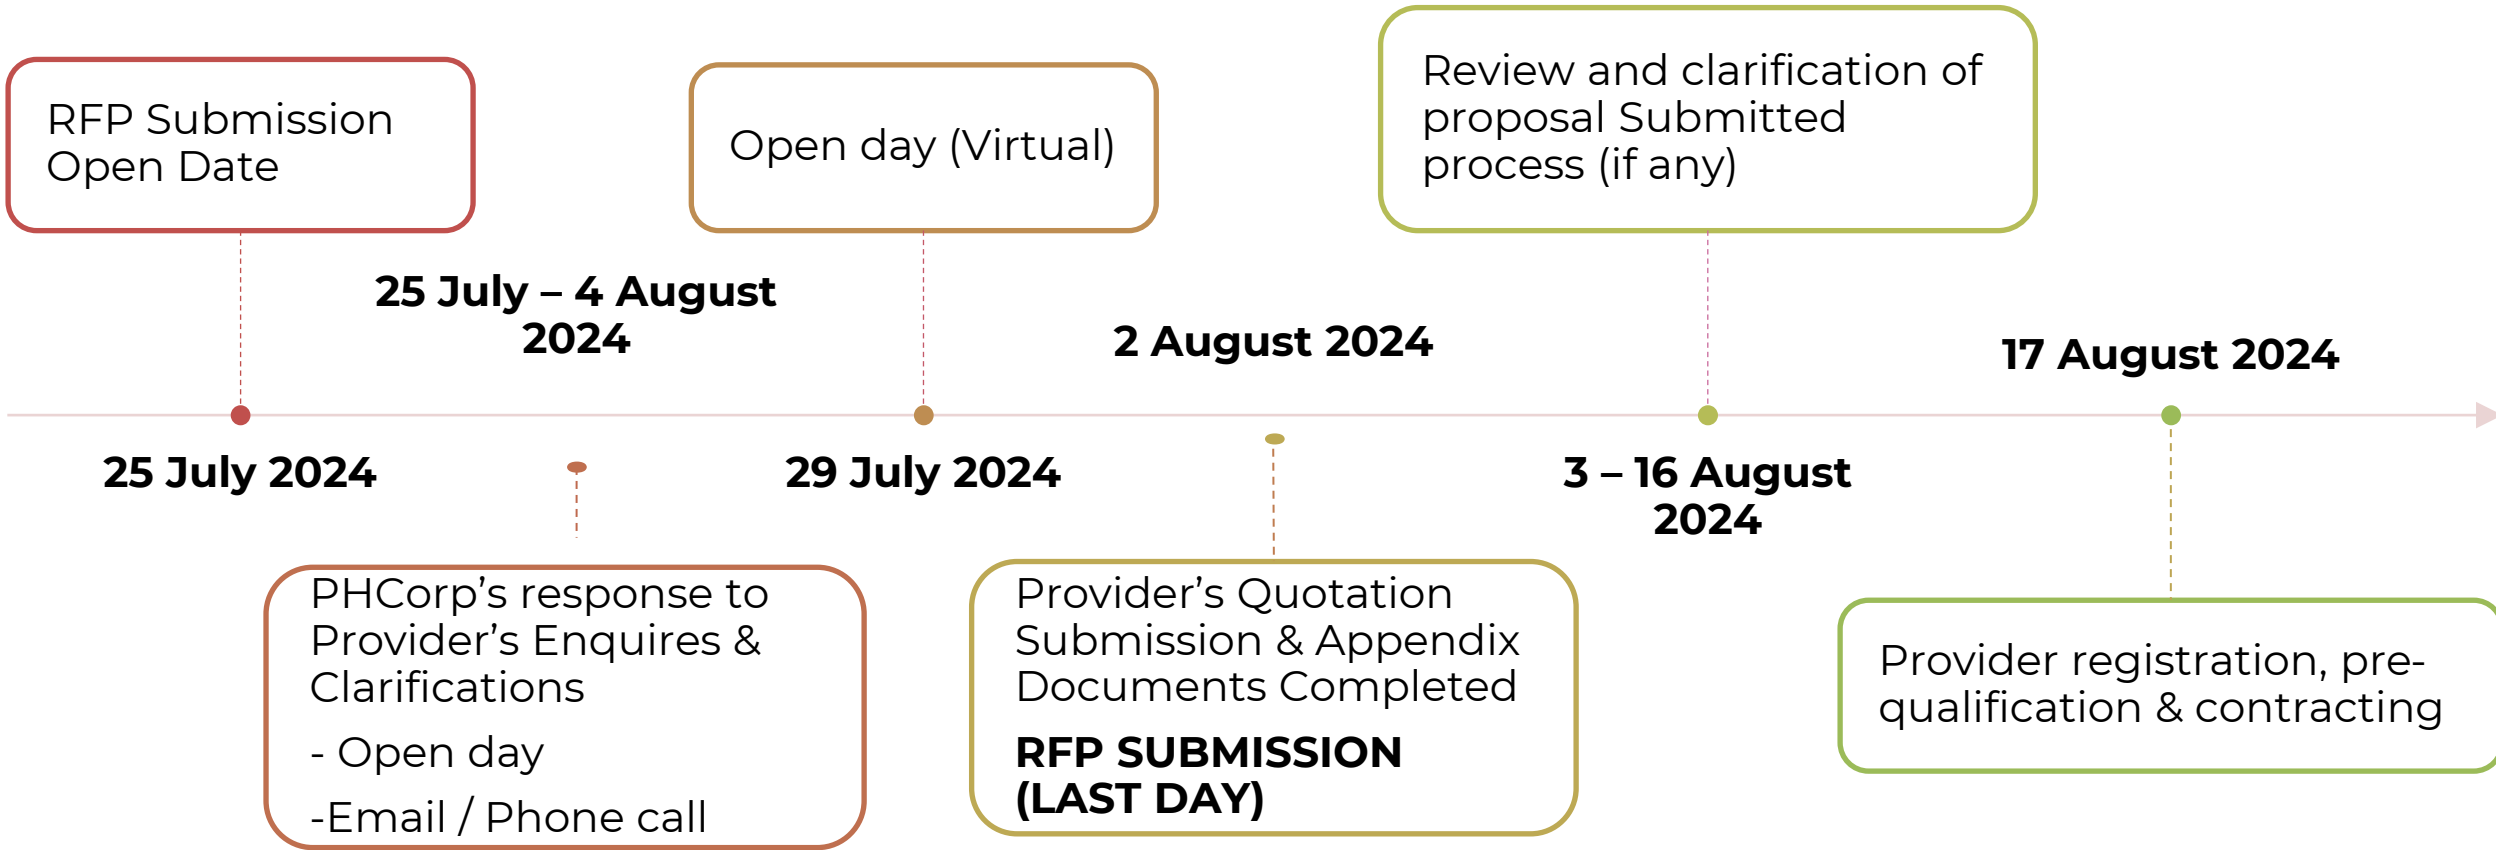 RFP Submission
Open Date
25 July 2024
25 July – 4 August
2024
PHCorp’s response to
Provider’s Enquires &
Clarifications
- Open day
-Email / Phone call
Open day (Virtual)
29 July 2024
2 August 2024
Provider’s Quotation
Submission & Appendix
Documents Completed
RFP SUBMISSION
(LAST DAY)
Review and clarification of
proposal Submitted
process (if any)
3 – 16 August
2024
17 August 2024
Provider registration, pre-
qualification & contracting